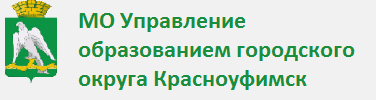 МО Управление
образованием городского
округа Красноуфимск